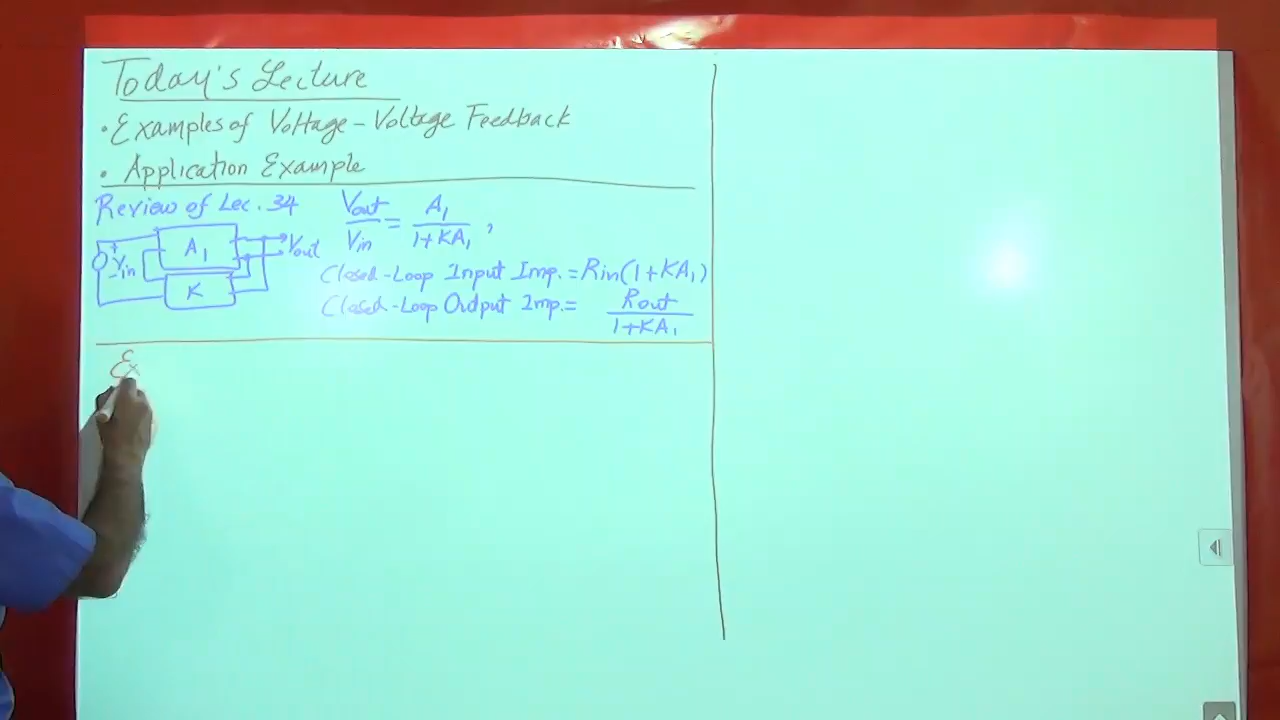 Today's Lecture
• Examples of Voltage-Voltage Feedback
• Application Example
Review of Lec. 34
Vout/Vin = A1/(1+KA1),
+ Vin -
A1
K
Vout
Closed-Loop Input Imp. = Rin(1+KA1)
Closed-Loop Output Imp. = Rout/(1+KA1)
Ex